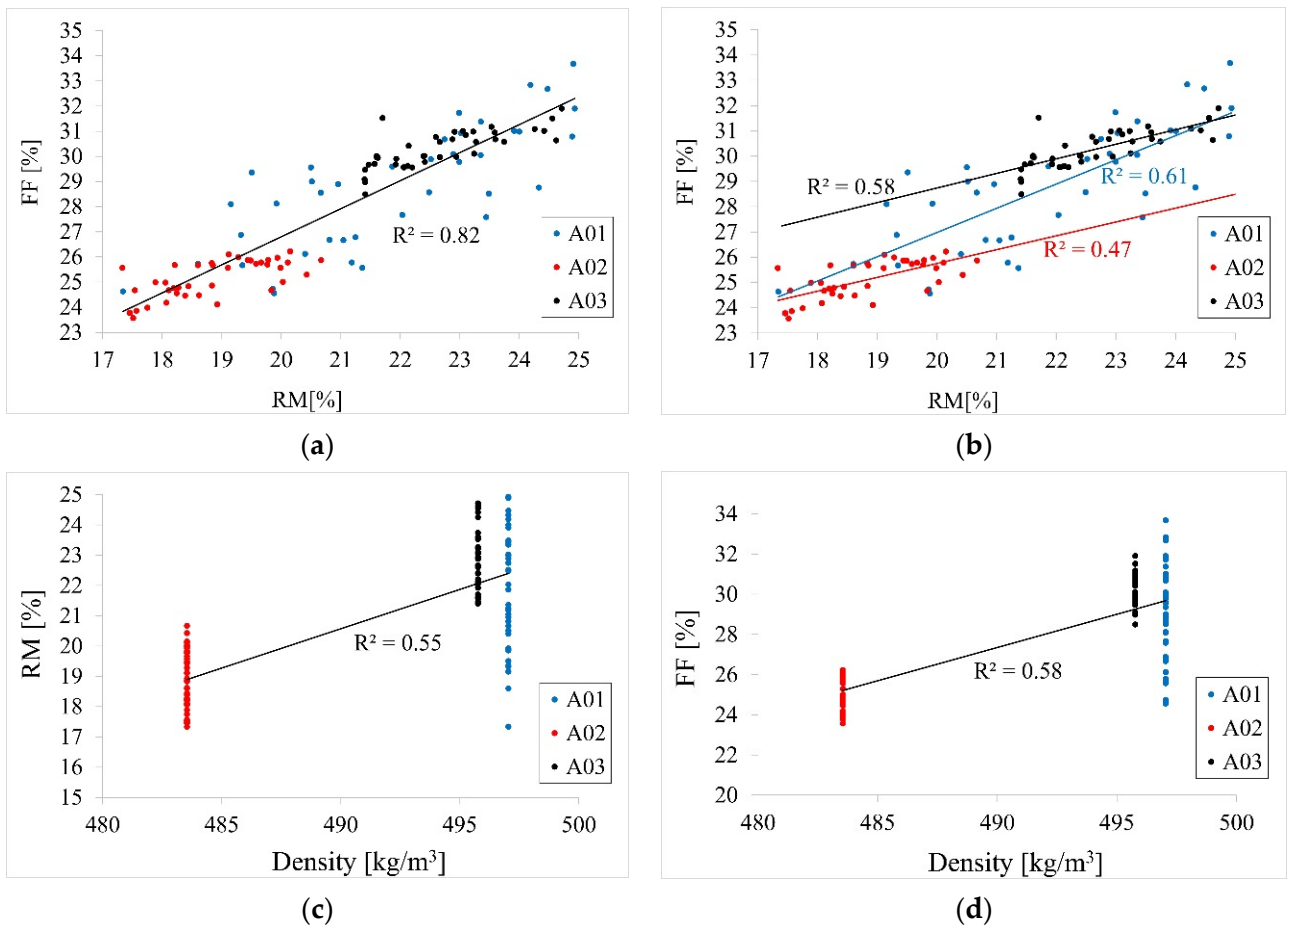 35
34
33
32
31
30
29
28
27
26
25
24
23
FF [%]
R² = 0.82
A01
A02
A03
17 18 19 20 21 22 23 24 25
RM[%]
(a)
35
34
33
32
31
30
29
28
27
26
25
24
23
FF [%]
R² = 0.58
R² = 0.61
R² = 0.47
A01
A02
A03
17 18 19 20 21 22 23 24 25
RM[%]
(b)
25
24
23
22
21
20
19
18
17
16
15
RM [%]
R² = 0.55
A01
A02
A03
480 485 490 495 500
Density [kg/m³]
(c)
34
32
30
28
26
24
22
20
FF [%]
R² = 0.58
A01
A02
A03
480 485 490 495 500
Density [kg/m³]
(d)